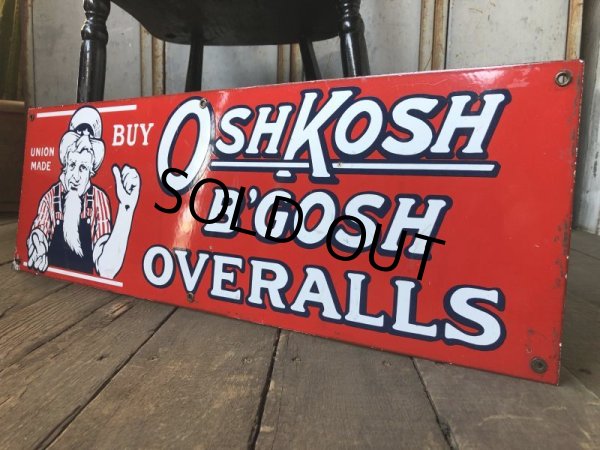 UNION
MADE
BUY
OSHKOSH
B'GOSH
OVERALLS
SOLD OUT